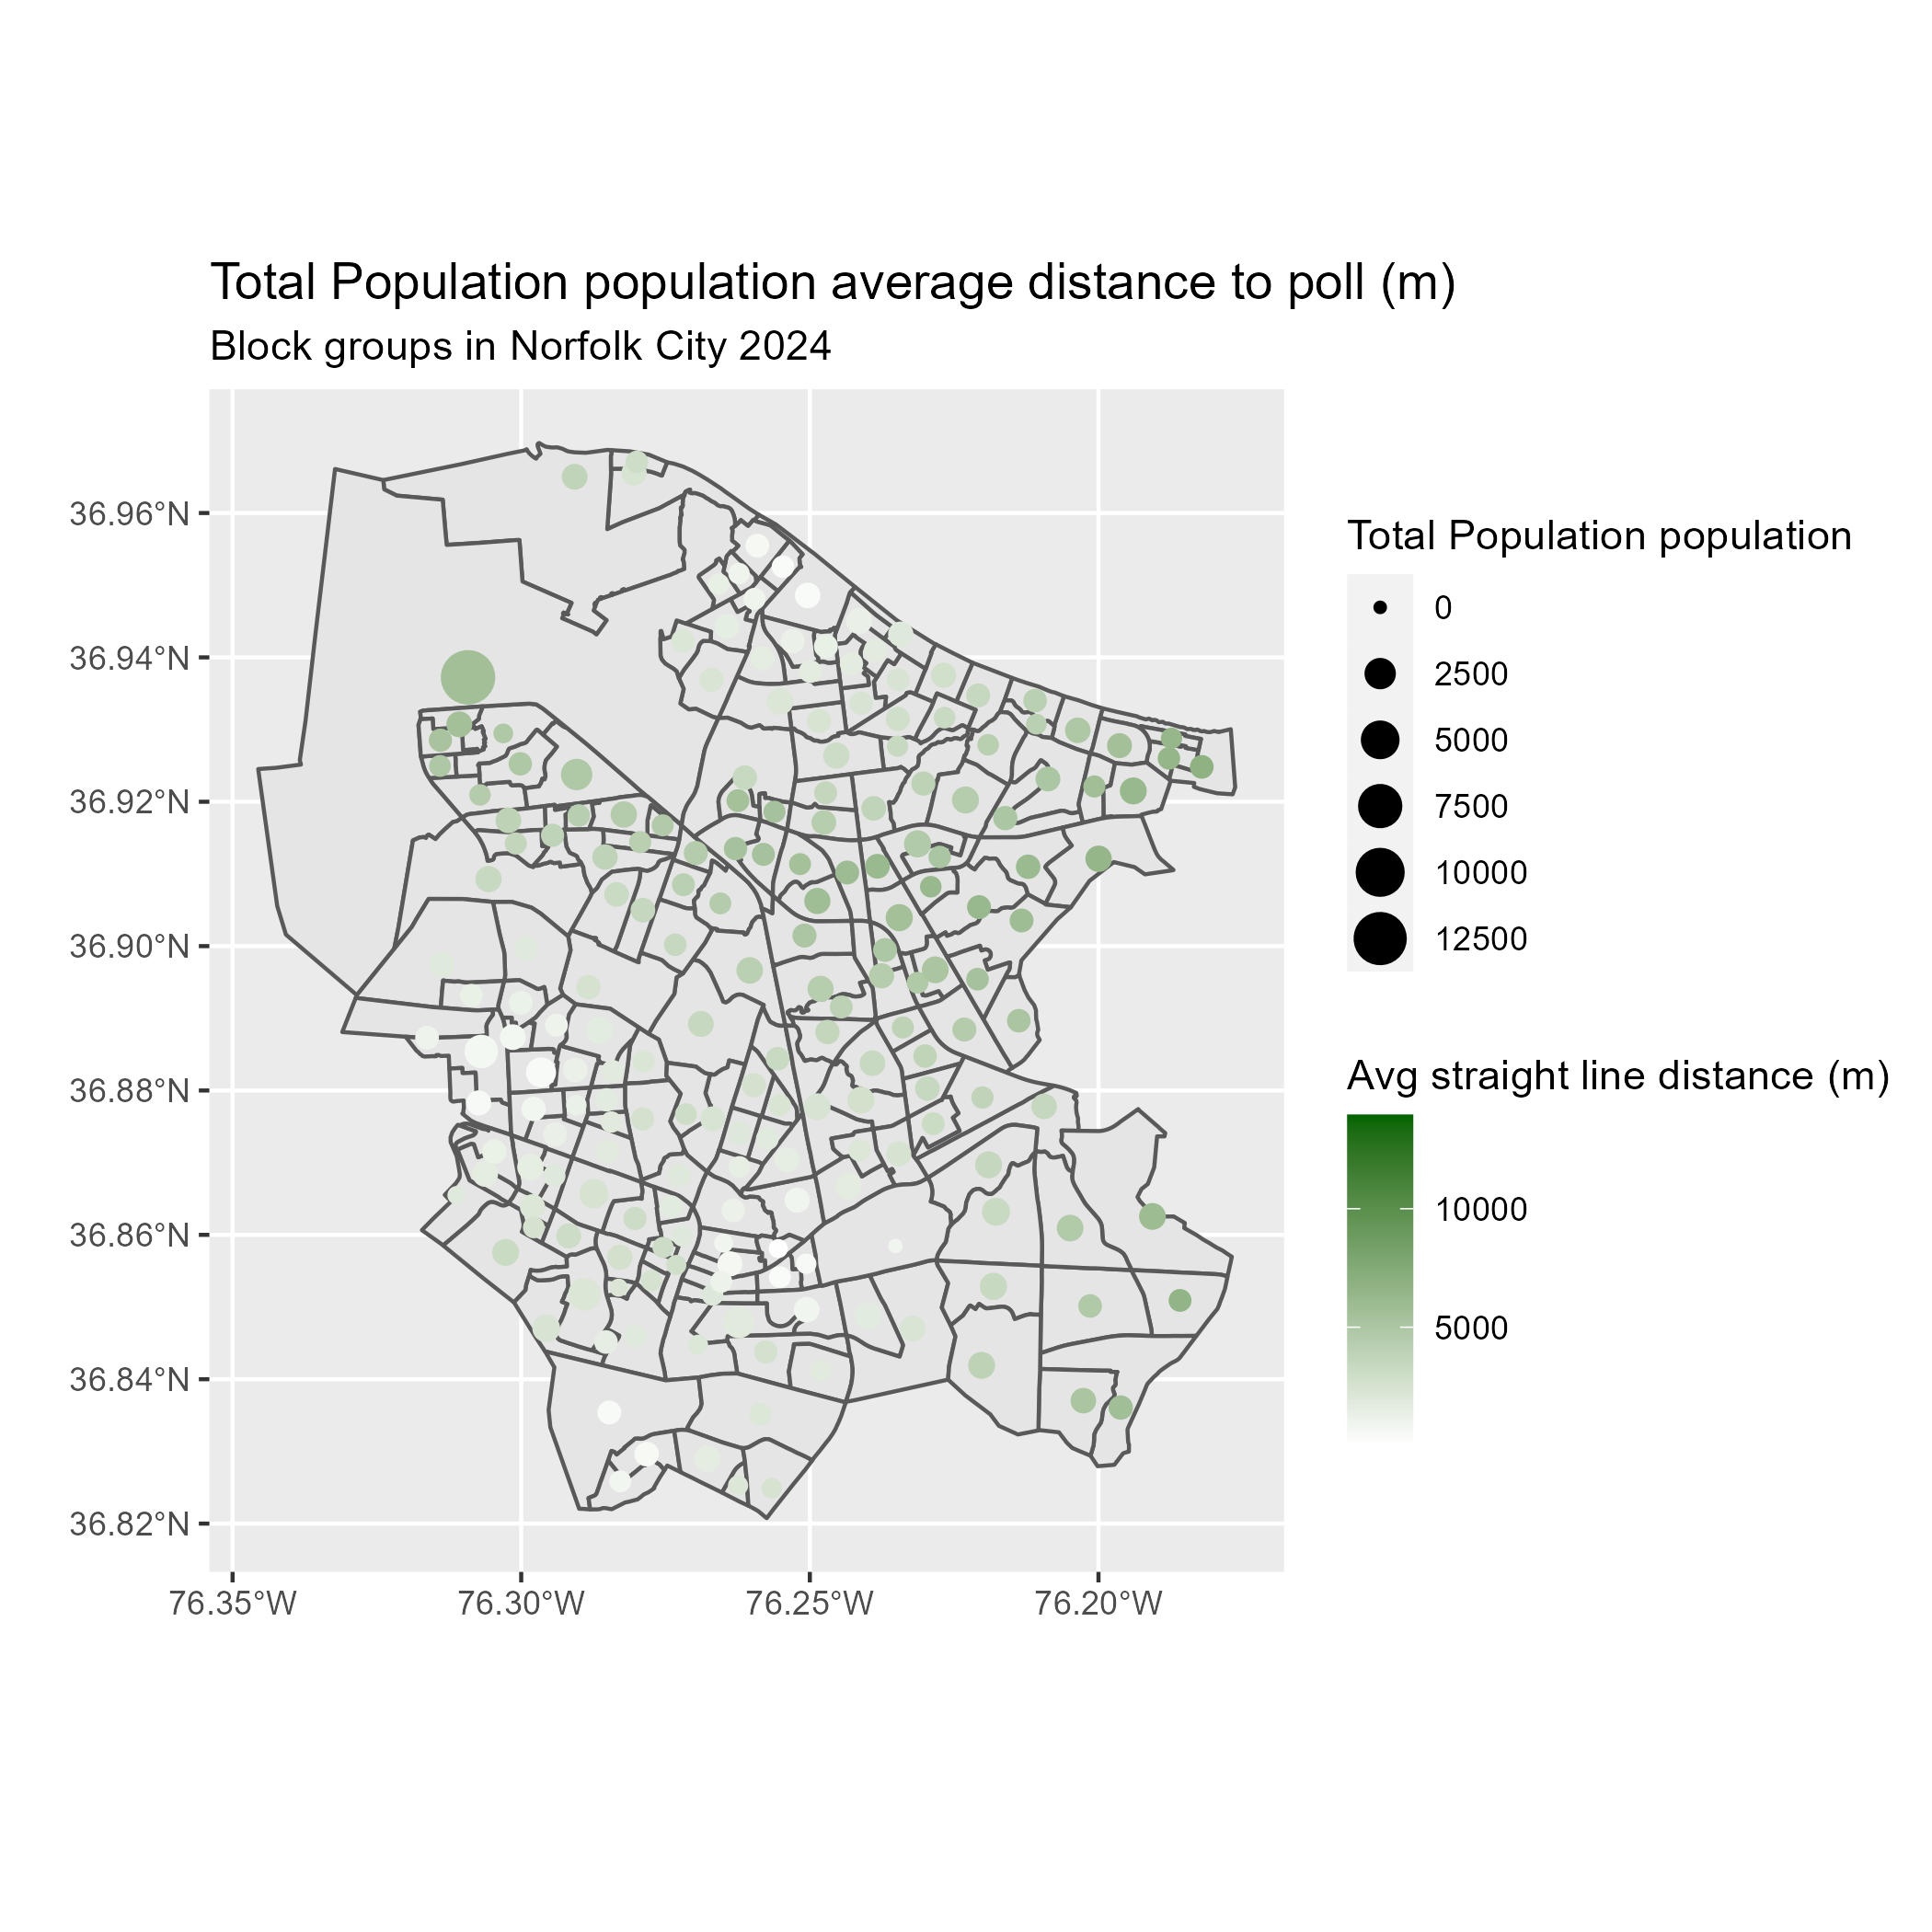 Total Population population average distance to poll (m)
Block groups in Norfolk City 2024
36.96°N
36.94°N
36.92°N
36.90°N
36.88°N
36.86°N
36.84°N
36.82°N
76.35°W
76.30°W
76.25°W
76.20°W
Total Population population
0
2500
5000
7500
10000
12500
Avg straight line distance (m)
10000
5000